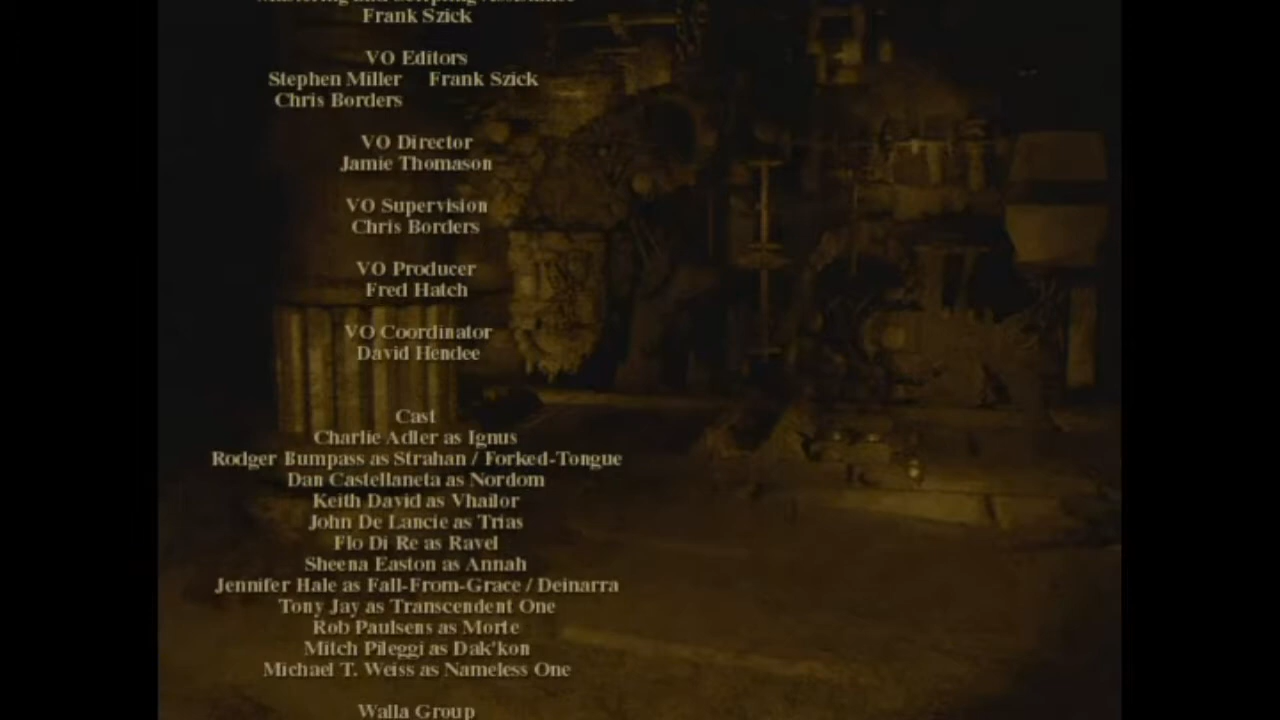 Frank Szick
VO Editors
Stephen Miller Frank Szick
Chris Borders
VO Director
Jamie Thomason
VO Supervision
Chris Borders
VO Producer
Fred Hatch
VO Coordinator
David Hendee
Cast
Charlie Adler as Ignus
Rodger Bumpass as Strahan / Forked-Tongue
Dan Castellaneta as Nordom
Keith David as Vhailor
John De Lancie as Trias
Flo Di Re as Ravel
Sheena Easton as Annah
Jennifer Hale as Fall-From-Grace / Deinarra
Tony Jay as Transcendent One
Rob Paulsens as Morte
Mitch Pileggi as Dak'kon
Michael T. Weiss as Nameless One
Walla Group